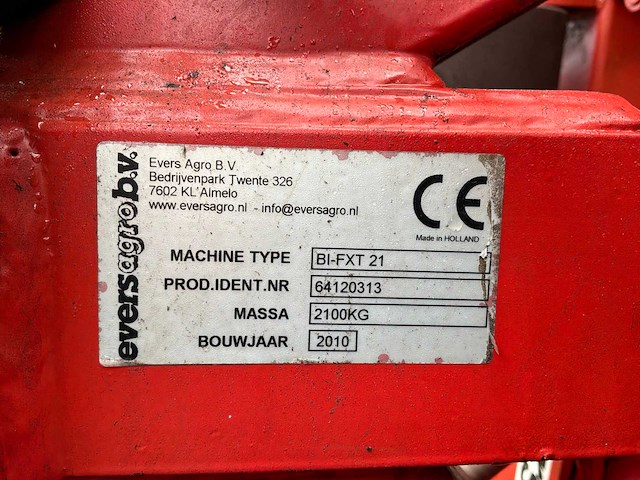 eversagro b.v.
Evers Agro B.V.
Bedrijvenpark Twente 326
7602 KL Almelo
www.eversagro.nl - info@eversagro.nl
CE
Made in HOLLAND
MACHINE TYPE BI-FXT 21
PROD.IDENT.NR 64120313
MASSA 2100KG
BOUWJAAR 2010